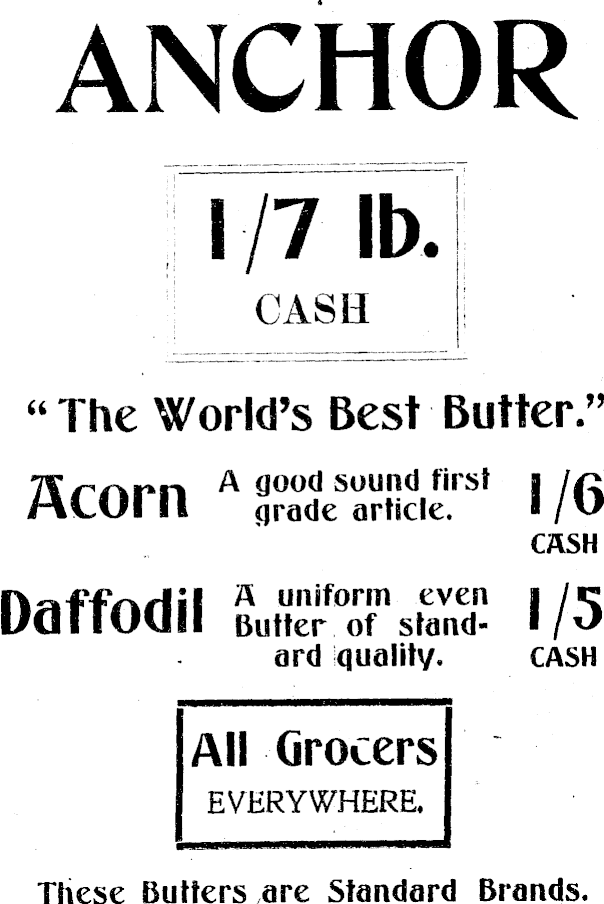 ANCHOR
1/7 lb.
CASH
"The World's Best Butter."
Acorn A good sound first grade article. 1/6
CASH
Daffodil A uniform even Butter of stand-ard quality. 1/5
CASH
All Grocers
EVERYWHERE.
These Butters are Standard Brands.